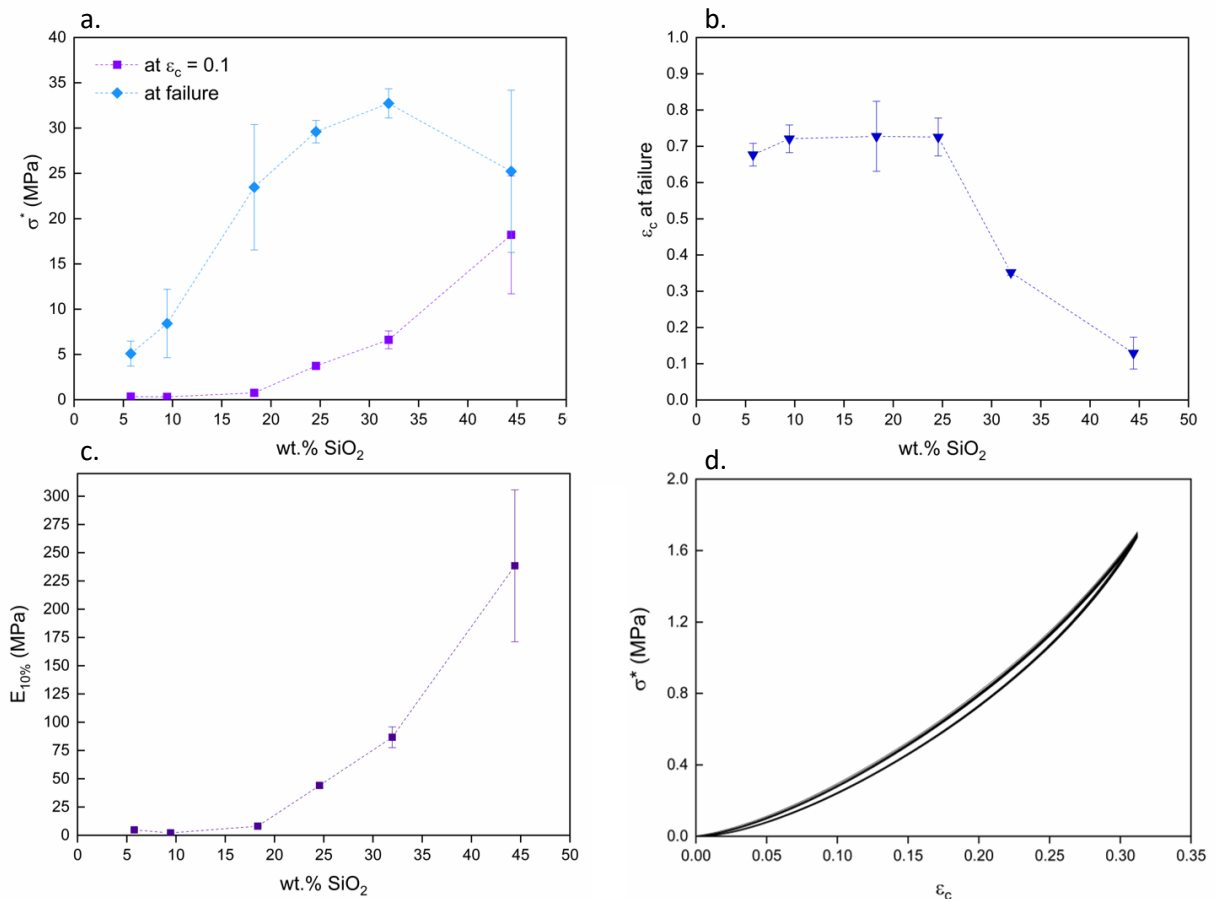 a.
40
35
30
25
20
15
10
5
0
σ* (MPa)
at εc = 0.1
at failure
0 5 10 15 20 25 30 35 40 45 50
wt.% SiO2
b.
1.0
0.9
0.8
0.7
0.6
0.5
0.4
0.3
0.2
0.1
0.0
εc at failure
0 5 10 15 20 25 30 35 40 45 50
wt.% SiO2
c.
300
275
250
225
200
175
150
125
100
75
50
25
0
E10% (MPa)
0 5 10 15 20 25 30 35 40 45 50
wt.% SiO2
d.
2.0
1.6
1.2
0.8
0.4
0.0
σ* (MPa)
0.00 0.05 0.10 0.15 0.20 0.25 0.30 0.35
εc